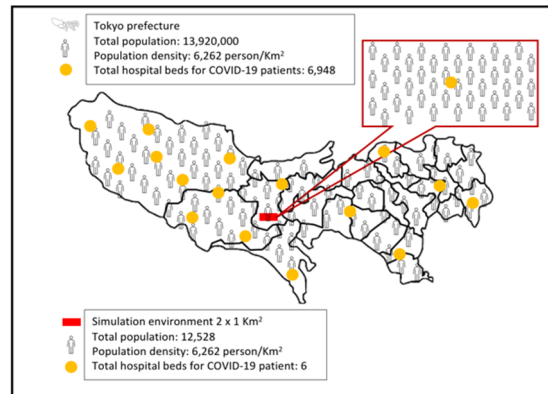 Tokyo prefecture
Total population: 13,920,000
Population density: 6,262 person/Km²
Total hospital beds for COVID-19 patients: 6,948
Simulation environment 2 x 1 Km²
Total population: 12,528
Population density: 6,262 person/Km²
Total hospital beds for COVID-19 patient: 6